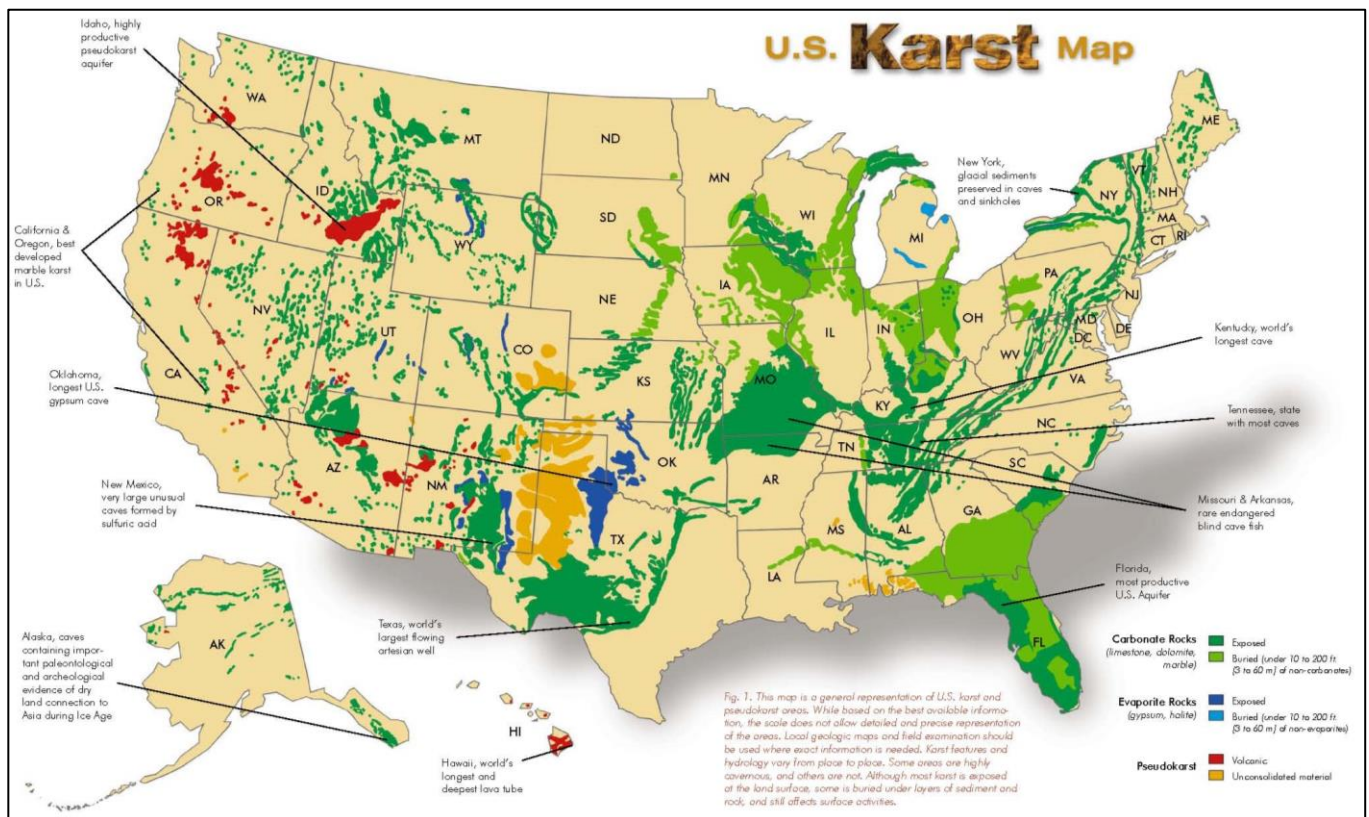 U.S. Karst Map
Idaho, highly
productive
pseudokarst
aquifer
California &
Oregon, best
developed
marble karst
in U.S.
Oklahoma,
longest U.S.
gypsum cave
New Mexico,
very large unusual
caves formed by
sulfuric acid
Alaska, caves
containing impor-
tant paleontological
and archeological
evidence of dry
land connection to
Asia during Ice Age
Texas, world's
largest flowing
artesian well
Hawaii, world's
longest and
deepest lava tube
New York,
glacial sediments
preserved in caves
and sinkholes
Kentucky, world's
longest cave
Tennessee, state
with most caves
Missouri & Arkansas,
rare endangered
blind cave fish
Florida,
most productive
U.S. Aquifer
WA
OR
ID
MT
ND
MN
WI
MI
NY
VT
ME
NH
MA
CT
RI
SD
WY
NE
IA
IL
IN
OH
PA
NJ
MD
DE
DC
WV
VA
CA
NV
UT
CO
KS
MO
KY
TN
NC
SC
AZ
NM
OK
AR
TX
LA
MS
AL
GA
FL
AK
HI
Carbonate Rocks
(limestone, dolomite,
marble)
Exposed
Buried (under 10 to 200 ft.
(3 to 60 m) of non-carbonates)
Evaporite Rocks
(gypsum, halite)
Exposed
Buried (under 10 to 200 ft.
(3 to 60 m) of non-evaporites)
Pseudokarst
Volcanic
Unconsolidated material
Fig. 1. This map is a general representation of U.S. karst and
pseudokarst areas. While based on the best available informa-
tion, the scale does not allow detailed and precise representation
of the areas. Local geologic maps and field examination should
be used where exact information is needed. Karst features and
hydrology vary from place to place. Some areas are highly
cavernous, and others are not. Although most karst is exposed
at the land surface, some is buried under layers of sediment and
rock, and still affects surface activities.